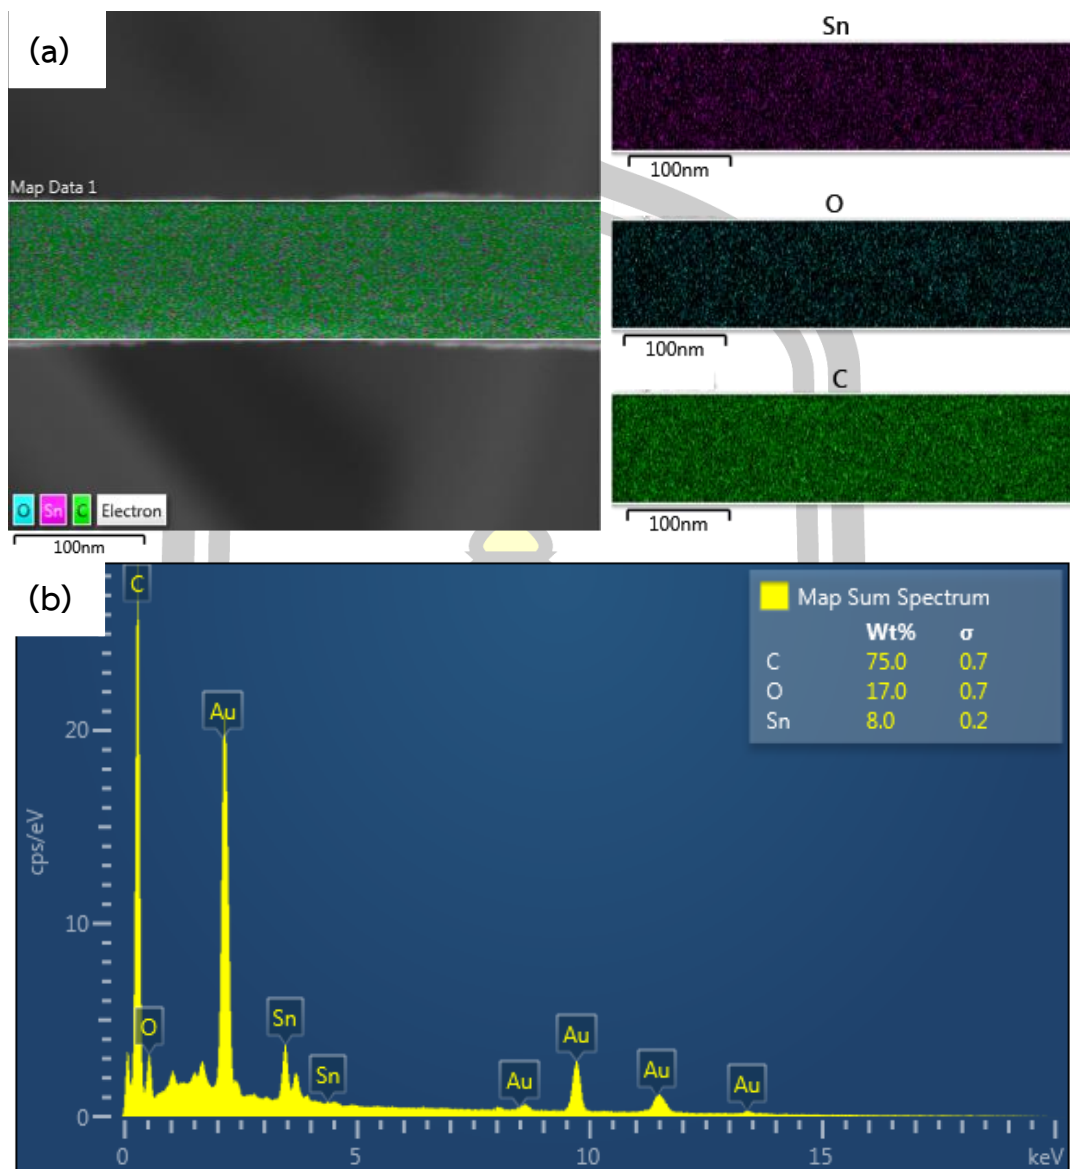 (a)
Map Data 1
O Sn C Electron
100nm
Sn
100nm
O
100nm
C
100nm
(b)
C
Au
O
Sn
Sn
Au
Au
Au
Au
Map Sum Spectrum
Wt% σ
C 75.0 0.7
O 17.0 0.7
Sn 8.0 0.2
cps/eV
20
10
0
0 5 10 15 keV